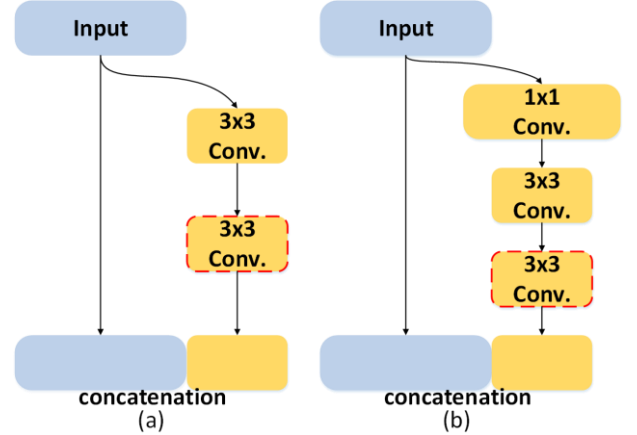 Input
3x3
Conv.
3x3
Conv.
concatenation
(a)
Input
1x1
Conv.
3x3
Conv.
3x3
Conv.
concatenation
(b)